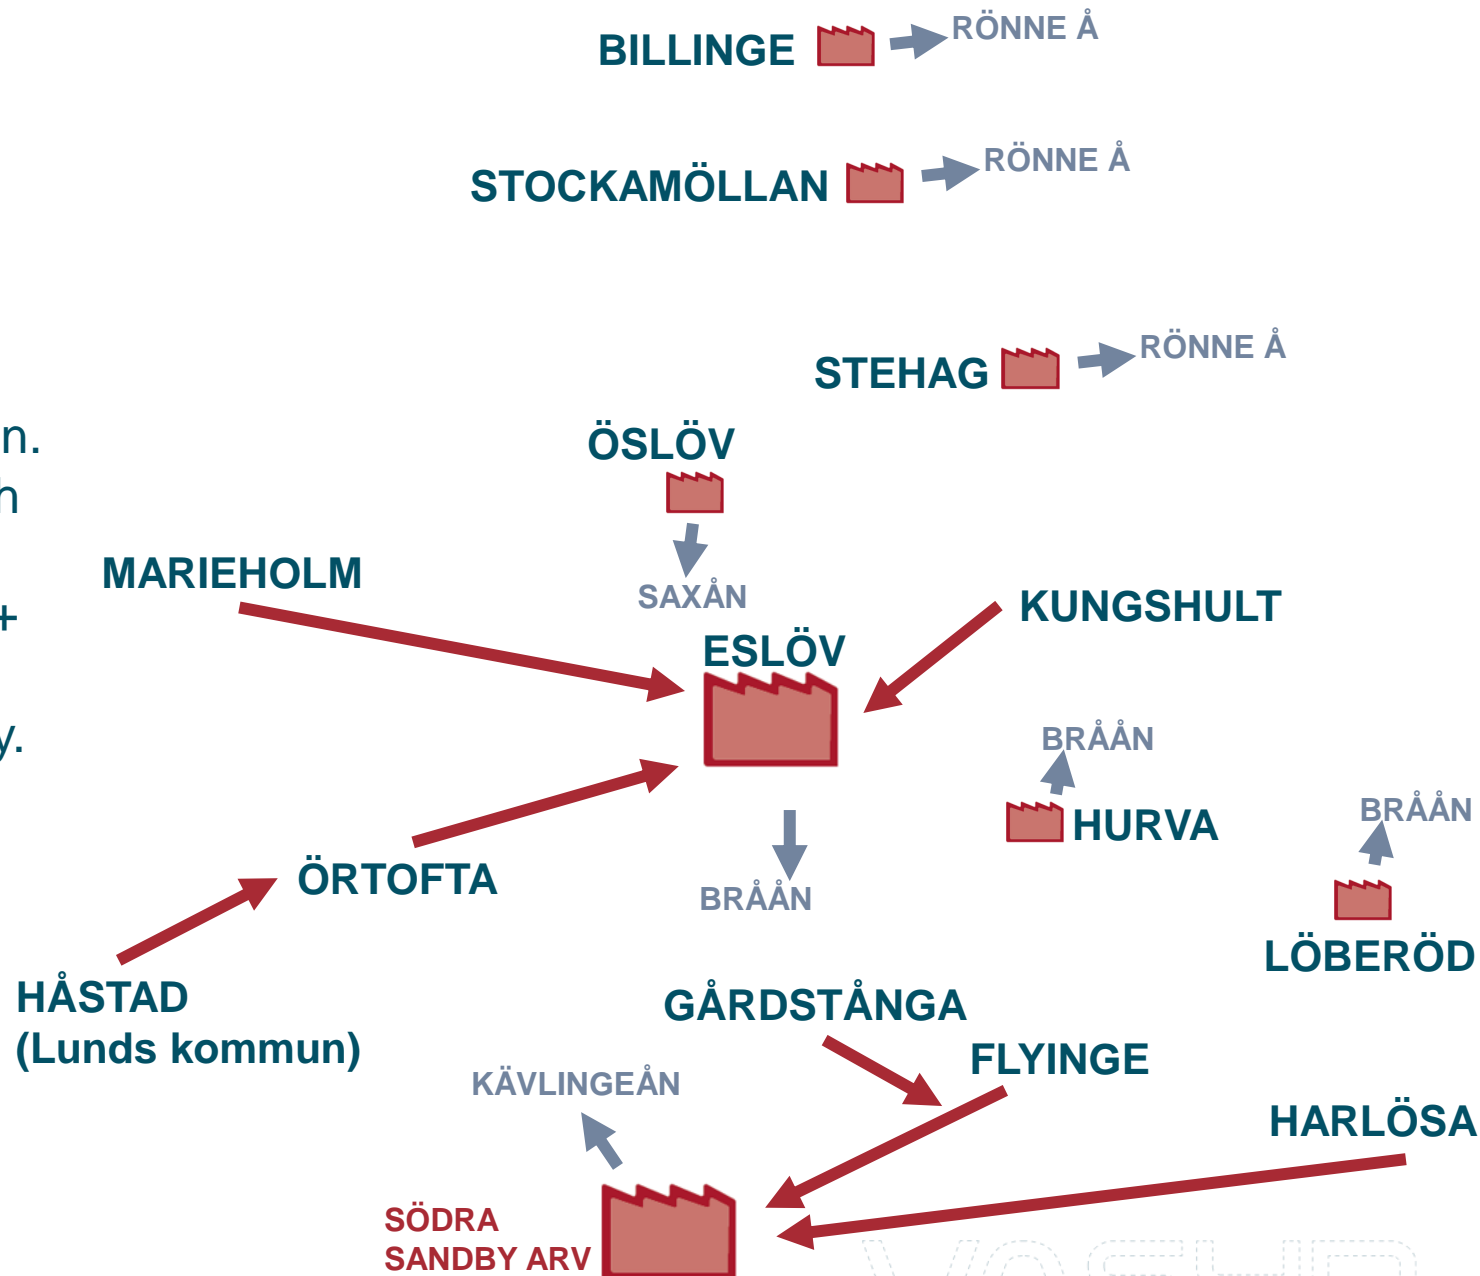 BILLINGE
RÖNNE Å
STOCKAMÖLLAN
RÖNNE Å
STEHAG
RÖNNE Å
n.
ÖSLÖV
h
MARIEHOLM
SAXÅN
KUNGSHULT
+
ESLÖV
y.
BRÅÅN
HURVA
BRÅÅN
ÖRTOFTA
BRÅÅN
LÖBERÖD
HÅSTAD
(Lunds kommun)
GÅRDSTÅNGA
FLYINGE
KÄVLINGEÅN
HARLÖSA
SÖDRA
SANDBY ARV